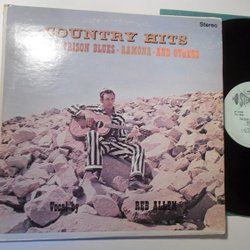 Stereo
COUNTRY HITS
PRISON BLUES - RAMONA - AND OTHERS
Vocal by RED ALLEN